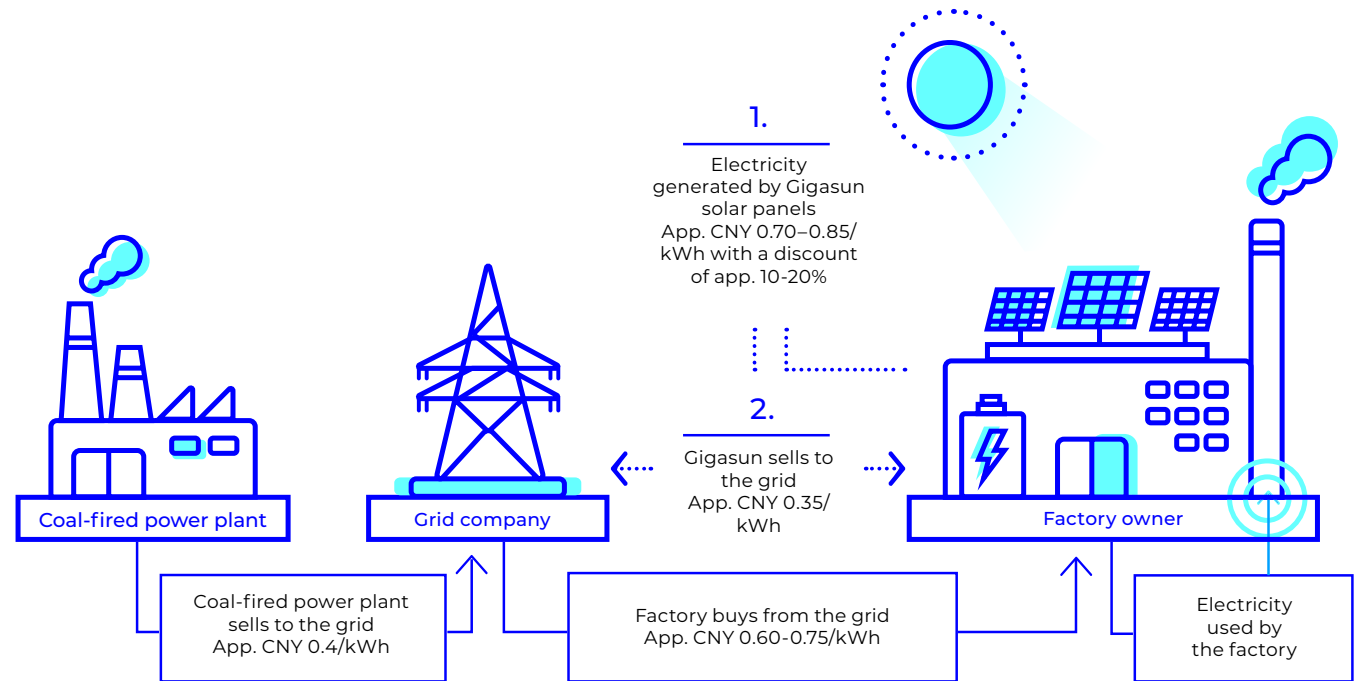 1.
Electricity
generated by Gigasun
solar panels
App. CNY 0.70–0.85/
kWh with a discount
of app. 10-20%
2.
Gigasun sells to
the grid
App. CNY 0.35/
kWh
Coal-fired power plant
Grid company
Factory owner
Coal-fired power plant
sells to the grid
App. CNY 0.4/kWh
Factory buys from the grid
App. CNY 0.60-0.75/kWh
Electricity
used by
the factory